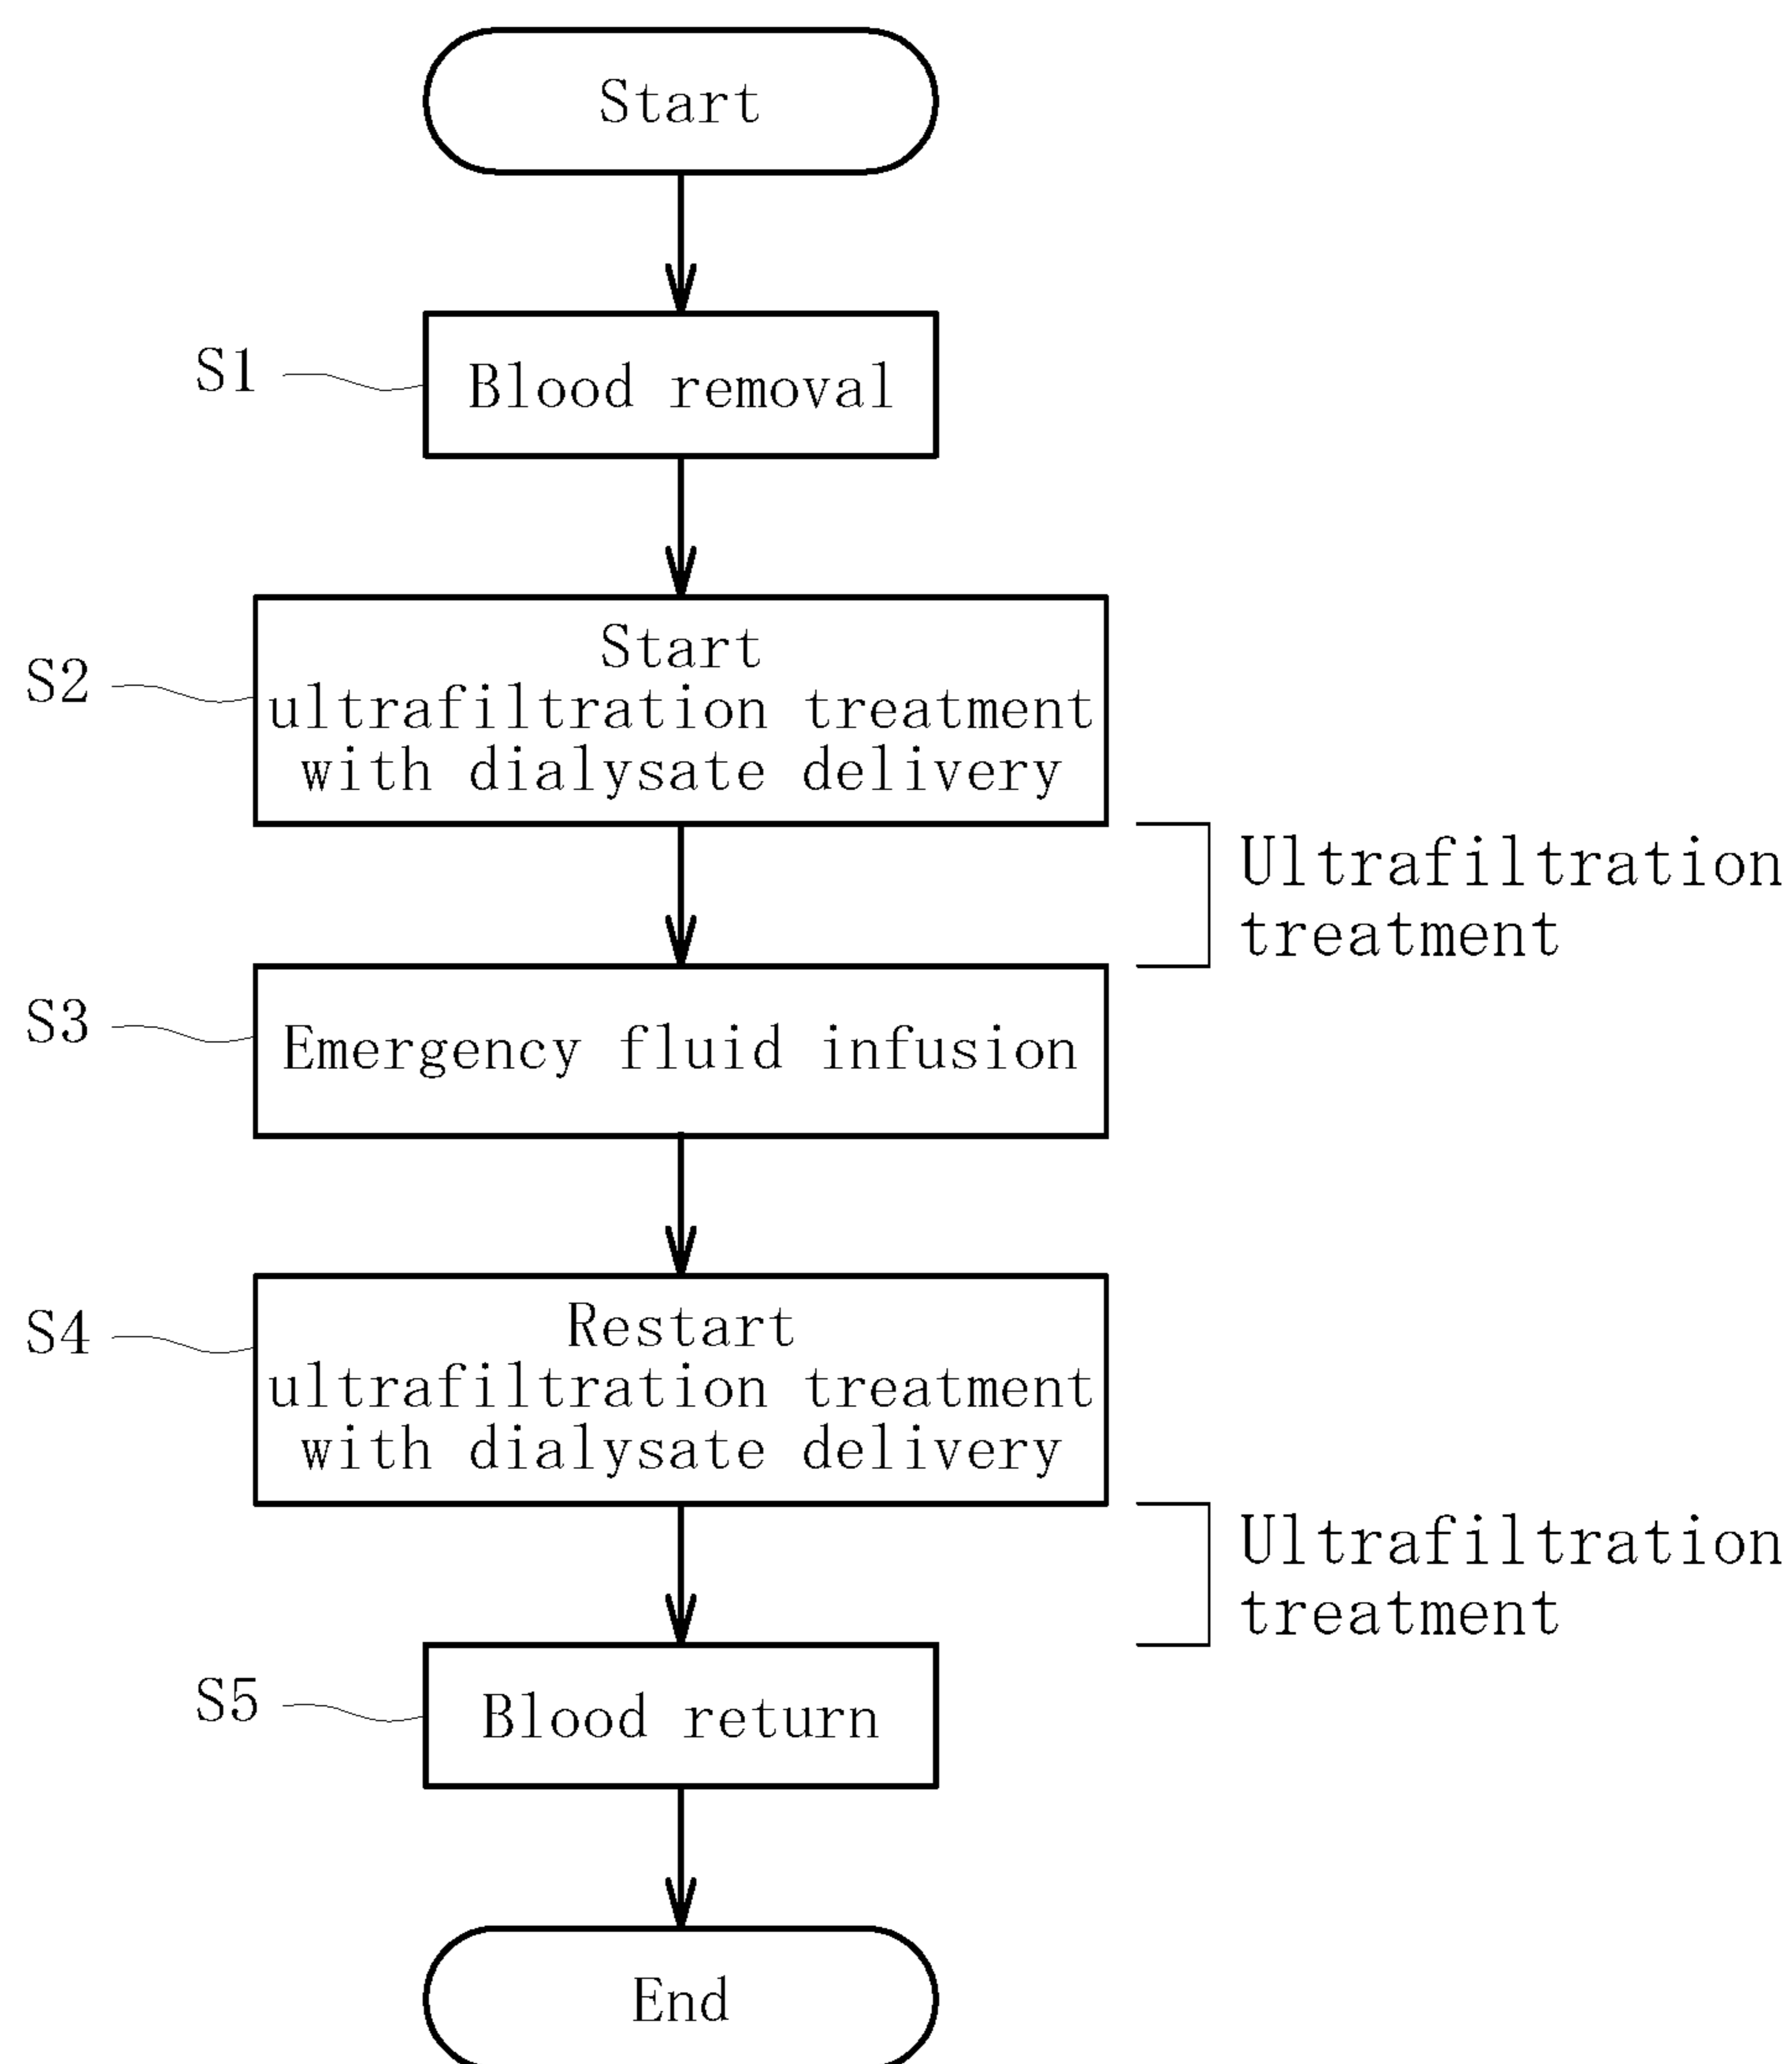 Start
S1
Blood removal
S2
Start
ultrafiltration treatment
with dialysate delivery
Ultrafiltration
treatment
S3
Emergency fluid infusion
S4
Restart
ultrafiltration treatment
with dialysate delivery
Ultrafiltration
treatment
S5
Blood return
End